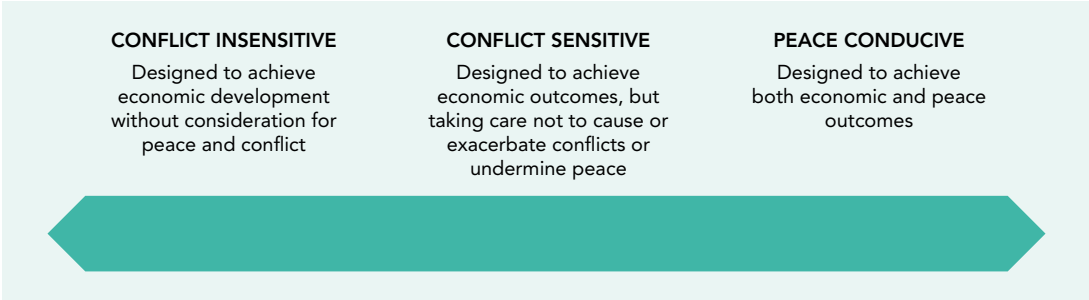 CONFLICT INSENSITIVE
Designed to achieve
economic development
without consideration for
peace and conflict
CONFLICT SENSITIVE
Designed to achieve
economic outcomes, but
taking care not to cause or
exacerbate conflicts or
undermine peace
PEACE CONDUCIVE
Designed to achieve
both economic and peace
outcomes